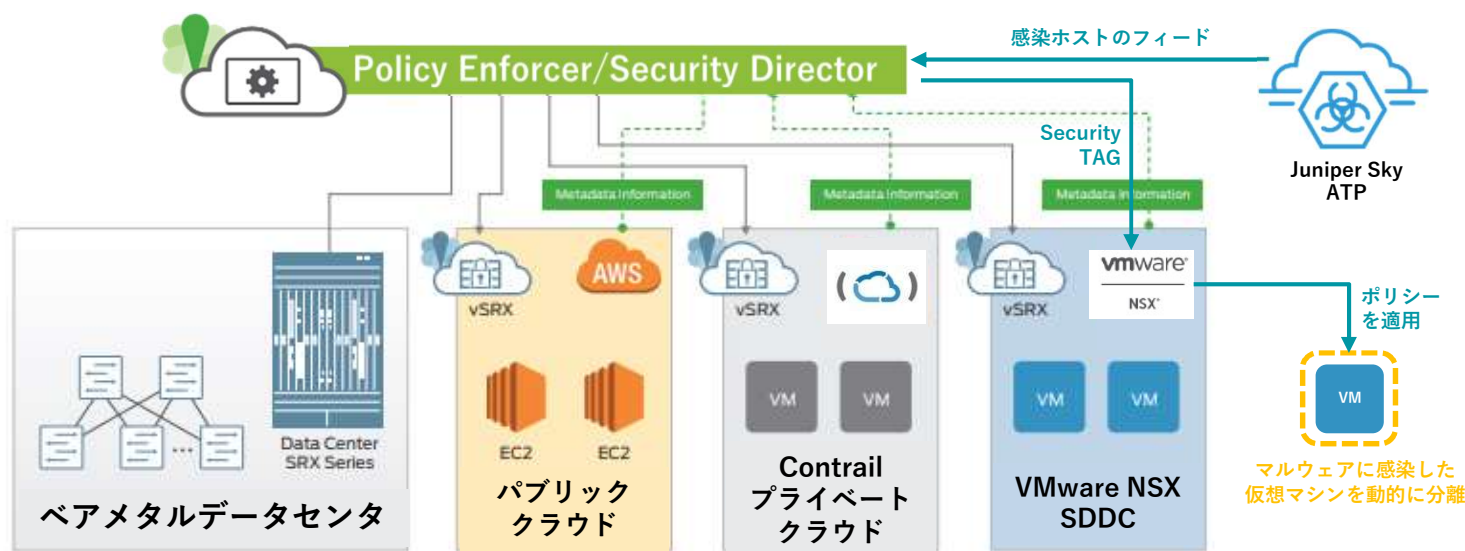 感染ホストのフィード
Policy Enforcer/Security Director
Security
TAG
Juniper Sky
ATP
Metadata Information
Metadata Information
Metadata Information
AWS
vSRX
vSRX
vSRX
vmware®
NSX®
ポリシー
を適用
Data Center
SRX Series
...
EC2
EC2
VM
VM
VM
VM
VM
ベアメタルデータセンタ
パブリック
クラウド
Contrail
プライベート
クラウド
VMware NSX
SDDC
マルウェアに感染した
仮想マシンを動的に分離